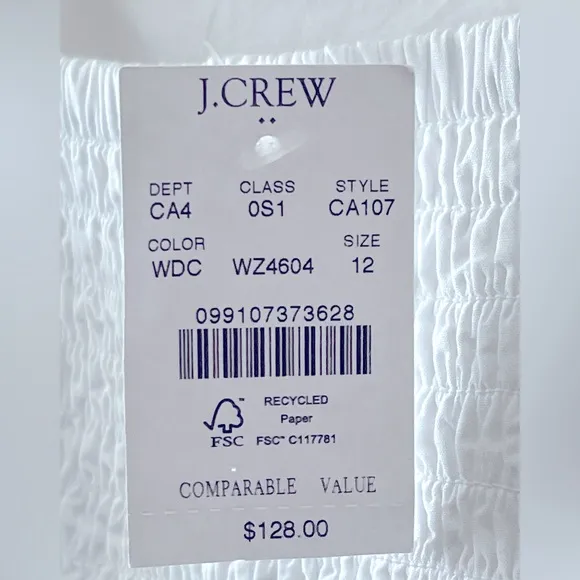 J.CREW
DEPT CLASS STYLE
CA4 0S1 CA107
COLOR SIZE
WDC WZ4604 12
099107373628
RECYCLED
Paper
FSC™ C117781
FSC
COMPARABLE VALUE
$128.00